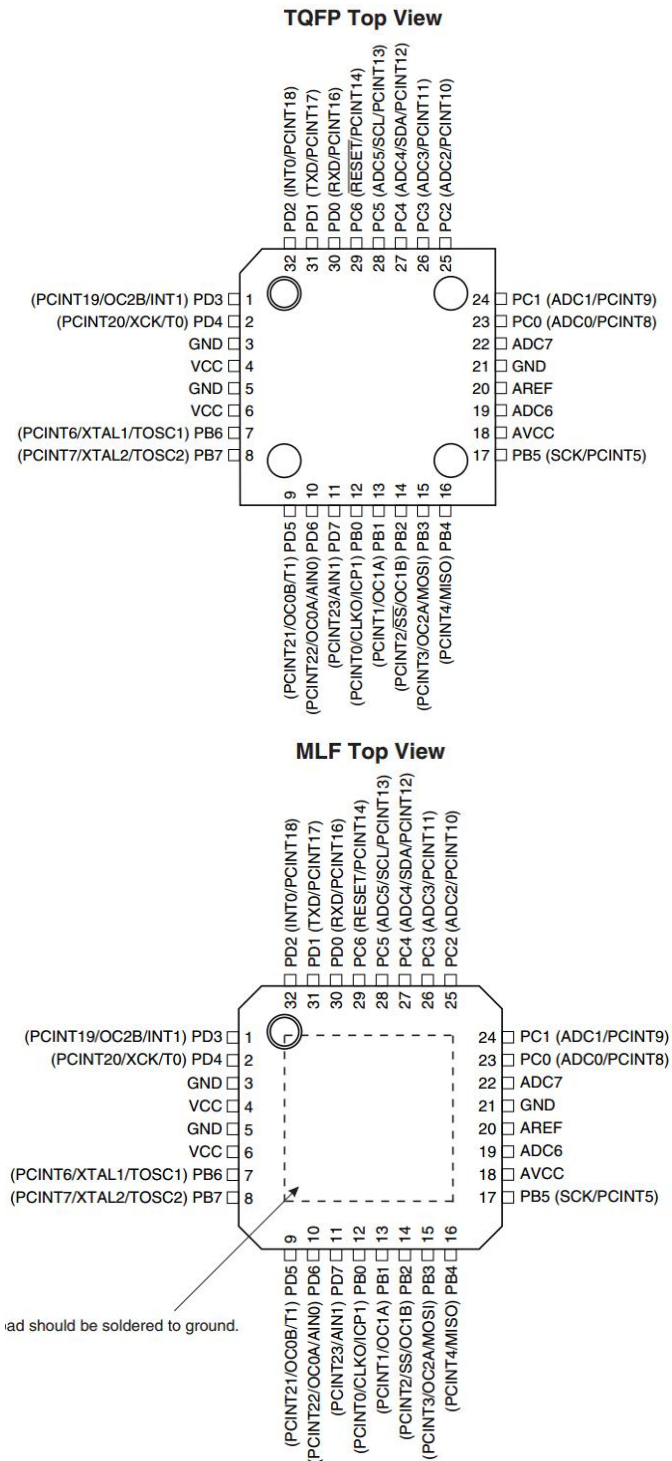 TQFP Top View
PD2 (INT0/PCINT18)
PD1 (TXD/PCINT17)
PD0 (RXD/PCINT16)
PC6 (RESET/PCINT14)
PC5 (ADC5/SCL/PCINT13)
PC4 (ADC4/SDA/PCINT12)
PC3 (ADC3/PCINT11)
PC2 (ADC2/PCINT10)
32 31 30 29 28 27 26 25
(PCINT19/OC2B/INT1) PD3 1
(PCINT20/XCK/T0) PD4 2
GND 3
VCC 4
GND 5
VCC 6
(PCINT6/XTAL1/TOSC1) PB6 7
(PCINT7/XTAL2/TOSC2) PB7 8
24 PC1 (ADC1/PCINT9)
23 PC0 (ADC0/PCINT8)
22 ADC7
21 GND
20 AREF
19 ADC6
18 AVCC
17 PB5 (SCK/PCINT5)
9 10 11 12 13 14 15 16
(PCINT21/OC0B/T1) PD5
(PCINT22/OC0A/AIN0) PD6
(PCINT23/AIN1) PD7
(PCINT0/CLKO/ICP1) PB0
(PCINT1/OC1A) PB1
(PCINT2/SS/OC1B) PB2
(PCINT3/OC2A/MOSI) PB3
(PCINT4/MISO) PB4
MLF Top View
PD2 (INT0/PCINT18)
PD1 (TXD/PCINT17)
PD0 (RXD/PCINT16)
PC6 (RESET/PCINT14)
PC5 (ADC5/SCL/PCINT13)
PC4 (ADC4/SDA/PCINT12)
PC3 (ADC3/PCINT11)
PC2 (ADC2/PCINT10)
32 31 30 29 28 27 26 25
(PCINT19/OC2B/INT1) PD3 1
(PCINT20/XCK/T0) PD4 2
GND 3
VCC 4
GND 5
VCC 6
(PCINT6/XTAL1/TOSC1) PB6 7
(PCINT7/XTAL2/TOSC2) PB7 8
24 PC1 (ADC1/PCINT9)
23 PC0 (ADC0/PCINT8)
22 ADC7
21 GND
20 AREF
19 ADC6
18 AVCC
17 PB5 (SCK/PCINT5)
9 10 11 12 13 14 15 16
(PCINT21/OC0B/T1) PD5
(PCINT22/OC0A/AIN0) PD6
(PCINT23/AIN1) PD7
(PCINT0/CLKO/ICP1) PB0
(PCINT1/OC1A) PB1
(PCINT2/SS/OC1B) PB2
(PCINT3/OC2A/MOSI) PB3
(PCINT4/MISO) PB4
should be soldered to ground.